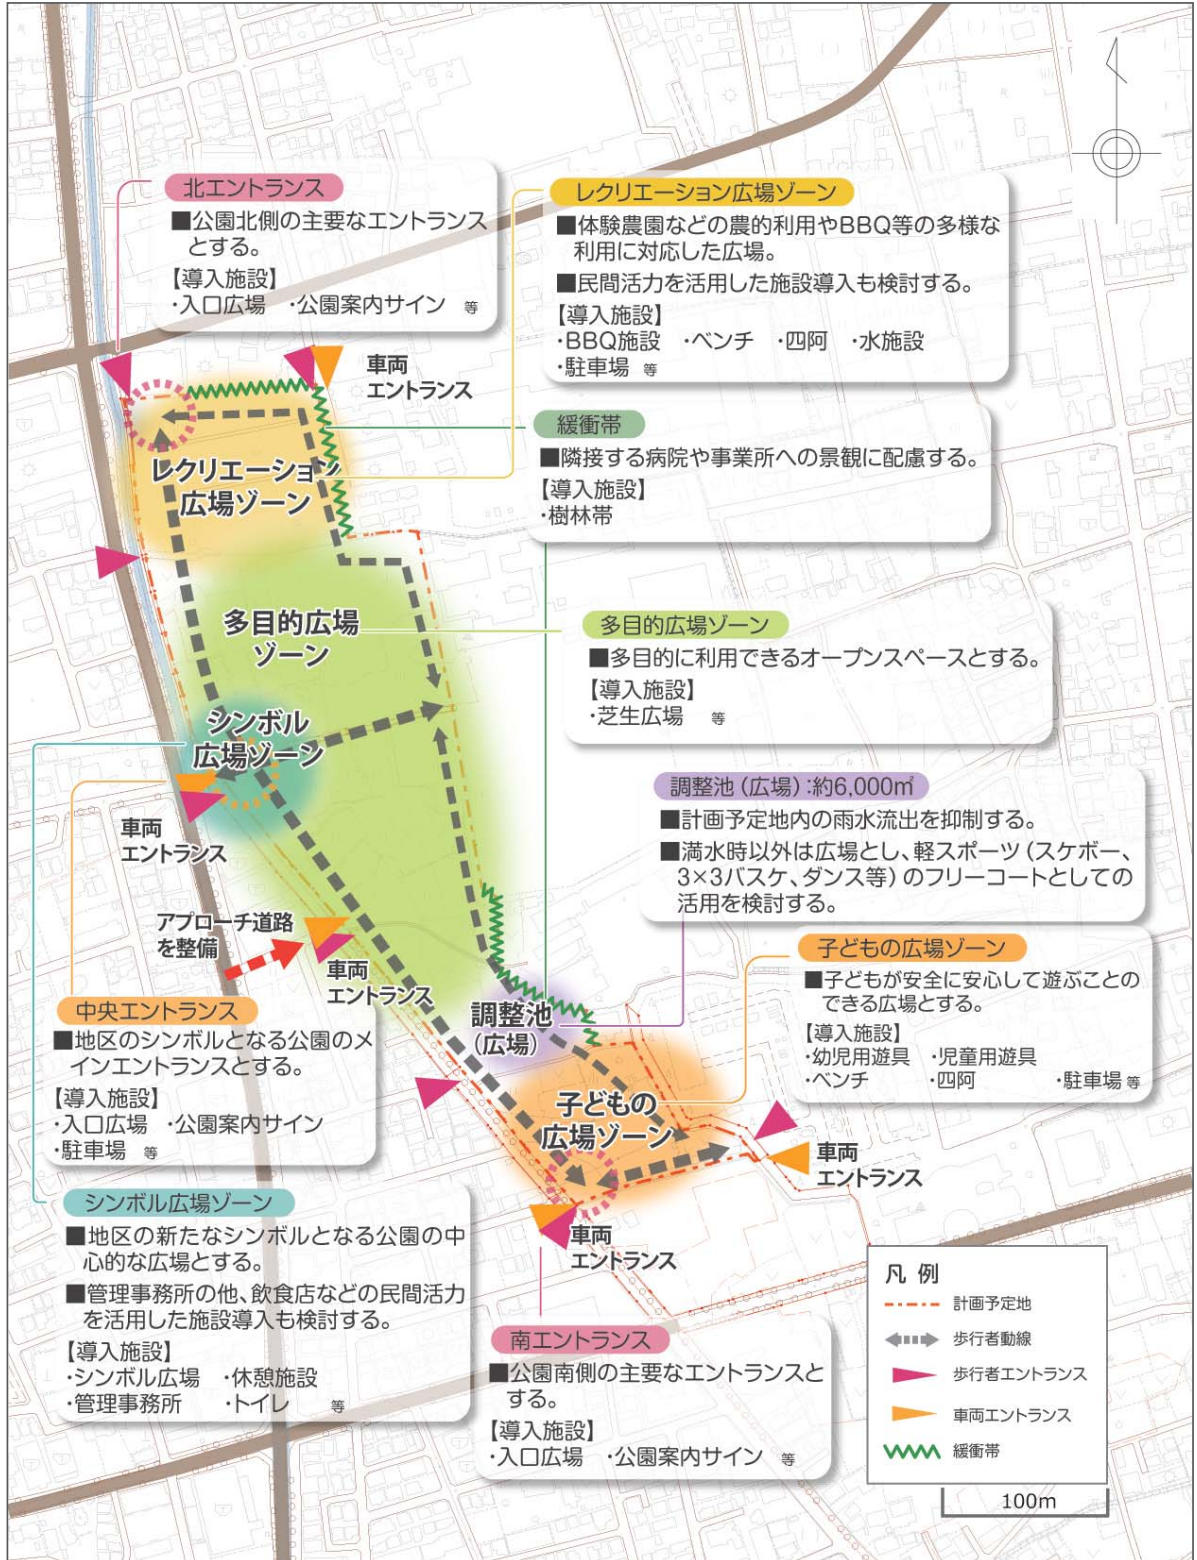 北エントランス
■公園北側の主要なエントランス
とする。
【導入施設】
・入口広場 ・公園案内サイン 等
レクリエーション広場ゾーン
■体験農園などの農的利用やBBQ等の多様な
利用に対応した広場。
■民間活力を活用した施設導入も検討する。
【導入施設】
・BBQ施設 ・ベンチ ・四阿 ・水施設
・駐車場 等
車両
エントランス
緩衝帯
■隣接する病院や事業所への景観に配慮する。
【導入施設】
・樹林帯
レクリエーション
広場ゾーン
多目的広場
ゾーン
多目的広場ゾーン
■多目的に利用できるオープンスペースとする。
【導入施設】
・芝生広場 等
シンボル
広場ゾーン
車両
エントランス
調整池(広場):約6,000㎡
■計画予定地内の雨水流出を抑制する。
■満水時以外は広場とし、軽スポーツ(スケボー、
3×3バスケ、ダンス等)のフリーコートとしての
活用を検討する。
アプローチ道路
を整備
車両
エントランス
子どもの広場ゾーン
■子どもが安全に安心して遊ぶことの
できる広場とする。
【導入施設】
・幼児用遊具 ・児童用遊具
・ベンチ ・四阿 ・駐車場 等
中央エントランス
■地区のシンボルとなる公園のメ
インエントランスとする。
【導入施設】
・入口広場 ・公園案内サイン
・駐車場 等
調整池
(広場)
子どもの
広場ゾーン
車両
エントランス
シンボル広場ゾーン
■地区の新たなシンボルとなる公園の中
心的な広場とする。
■管理事務所の他、飲食店などの民間活力
を活用した施設導入も検討する。
【導入施設】
・シンボル広場 ・休憩施設
・管理事務所 ・トイレ 等
車両
エントランス
南エントランス
■公園南側の主要なエントランスと
する。
【導入施設】
・入口広場 ・公園案内サイン 等
凡 例
計画予定地
歩行者動線
歩行者エントランス
車両エントランス
緩衝帯
100m